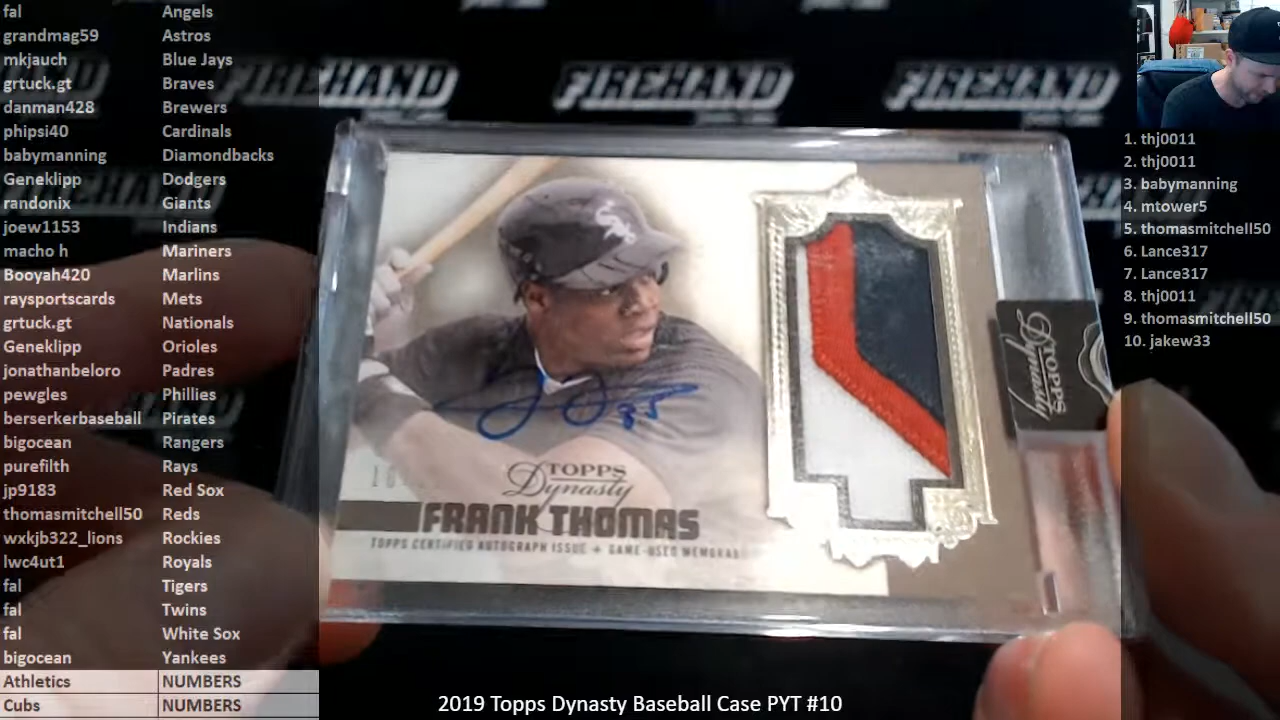 fal Angels
grandmag59 Astros
mkjauch Blue Jays
grtuck.gt Braves
danman428 Brewers
phipsi40 Cardinals
babymanning Diamondbacks
Geneklipp Dodgers
randonix Giants
joew1153 Indians
macho h Mariners
Booyah420 Marlins
raysportscards Mets
grtuck.gt Nationals
Geneklipp Orioles
jonathanbeloro Padres
pewgles Phillies
berserkerbaseball Pirates
bigocean Rangers
purefilth Rays
jp9183 Red Sox
thomasmitchell50 Reds
wxkjb322_lions Rockies
lwc4ut1 Royals
fal Tigers
fal Twins
fal White Sox
bigocean Yankees
Athletics NUMBERS
Cubs NUMBERS
FIREHAND FIREHAND FIREHAND
SOX
35
TOPPS
Dynasty
FRANK THOMAS
TOPPS CERTIFIED AUTOGRAPH ISSUE + GAME-USED
TOPPS
Dynasty
1. thj0011
2. thj0011
3. babymanning
4. mtower5
5. thomasmitchell50
6. Lance317
7. Lance317
8. thj0011
9. thomasmitchell50
10. jakew33
2019 Topps Dynasty Baseball Case PYT #10